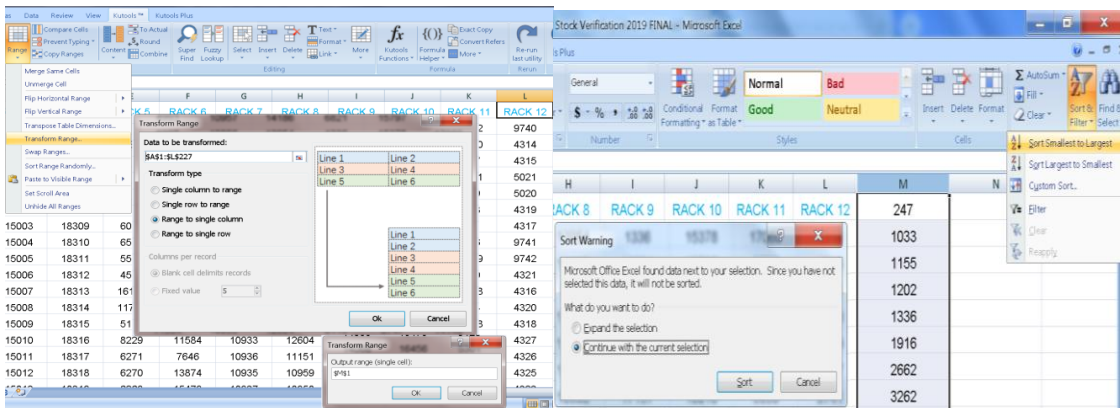 as Data Review View Kutools ™ Kutools Plus
Compare Cells
Prevent Typing
Copy Ranges
Range
To Actual
Round
Combine
Content
Super Find
Fuzzy Lookup
Select Insert Delete
Text
Format
Link
More
Editing
Kutools Functions
Formula Helper
Exact Copy
Convert Refers
More
Formula
Re-run last utility
Rerun
Merge Same Cells
Unmerge Cell
Flip Horizontal Range
Flip Vertical Range
Transpose Table Dimensions...
Transform Range...
Swap Ranges...
Sort Range Randomly...
Paste to Visible Range
Set Scroll Area
Unhide All Ranges
E F G H I J K L
RACK 5 RACK 6 RACK 7 RACK 8 RACK 9 RACK 10 RACK 11 RACK 12
9740
4314
4315
5021
5020
4319
4317
9741
9742
4321
4316
4320
4318
4327
4326
4325
15003 18309 60
15004 18310 65
15005 18311 55
15006 18312 45
15007 18313 161
15008 18314 117
15009 18315 51
15010 18316 8229 11584 10933 12604
15011 18317 6271 7646 10936 11151
15012 18318 6270 13874 10935 10959
Transform Range
Data to be transformed:
$A$1:$L$227
Transform type
Single column to range
Single row to range
Range to single column
Range to single row
Columns per record
Blank cell delimits records
Fixed value 5
Line 1 Line 2
Line 3 Line 4
Line 5 Line 6
Line 1
Line 2
Line 3
Line 4
Line 5
Line 6
Ok Cancel
Transform Range
Output range (single cell):
$M$1
OK Cancel
Stock Verification 2019 FINAL - Microsoft Excel
s Plus
General
$ - % ,
Number
Conditional Formatting
Format as Table
Normal Bad
Good Neutral
Styles
Insert Delete Format
Cells
AutoSum
Fill
Clear
Sort & Filter
Find & Select
Sort Smallest to Largest
Sort Largest to Smallest
Custom Sort...
Filter
Clear
Reapply
H I J K L M N
RACK 8 RACK 9 RACK 10 RACK 11 RACK 12 247
1336 15378
1033
1155
1202
1336
1916
2662
3262
Sort Warning
Microsoft Office Excel found data next to your selection. Since you have not
selected this data, it will not be sorted.
What do you want to do?
Expand the selection
Continue with the current selection
Sort Cancel